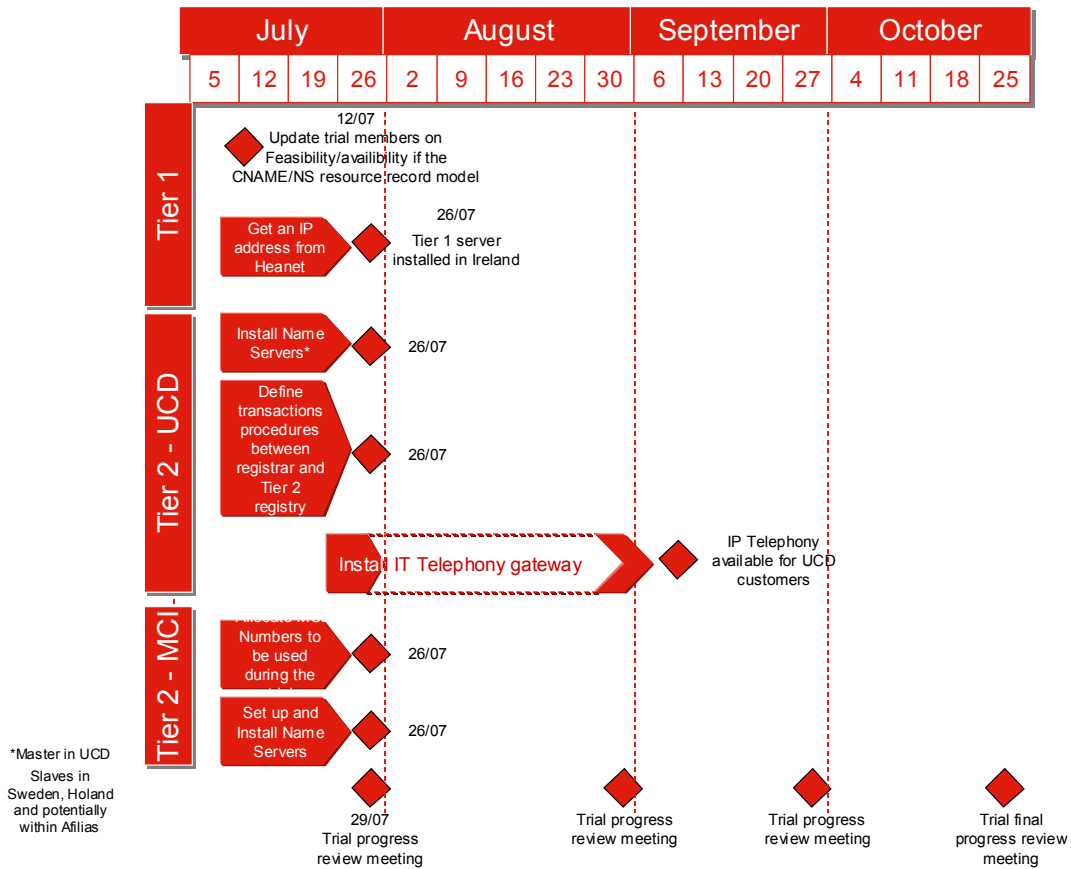 July August September October
5 12 19 26 2 9 16 23 30 6 13 20 27 4 11 18 25
Tier 1
12/07
Update trial members on
Feasibility/availibility if the
CNAME/NS resource record model
Get an IP
address from
Heanet
26/07
Tier 1 server
installed in Ireland
Tier 2 - UCD
Install Name
Servers*
26/07
Define
transactions
procedures
between
registrar and
Tier 2
registry
26/07
Install IT Telephony gateway
IP Telephony
available for UCD
customers
Tier 2 - MCI
Allocate
Numbers to
be used
during the
26/07
Set up and
Install Name
Servers
26/07
*Master in UCD
Slaves in
Sweden, Holand
and potentially
within Afilias
29/07
Trial progress
review meeting
Trial progress
review meeting
Trial progress
review meeting
Trial final
progress review
meeting